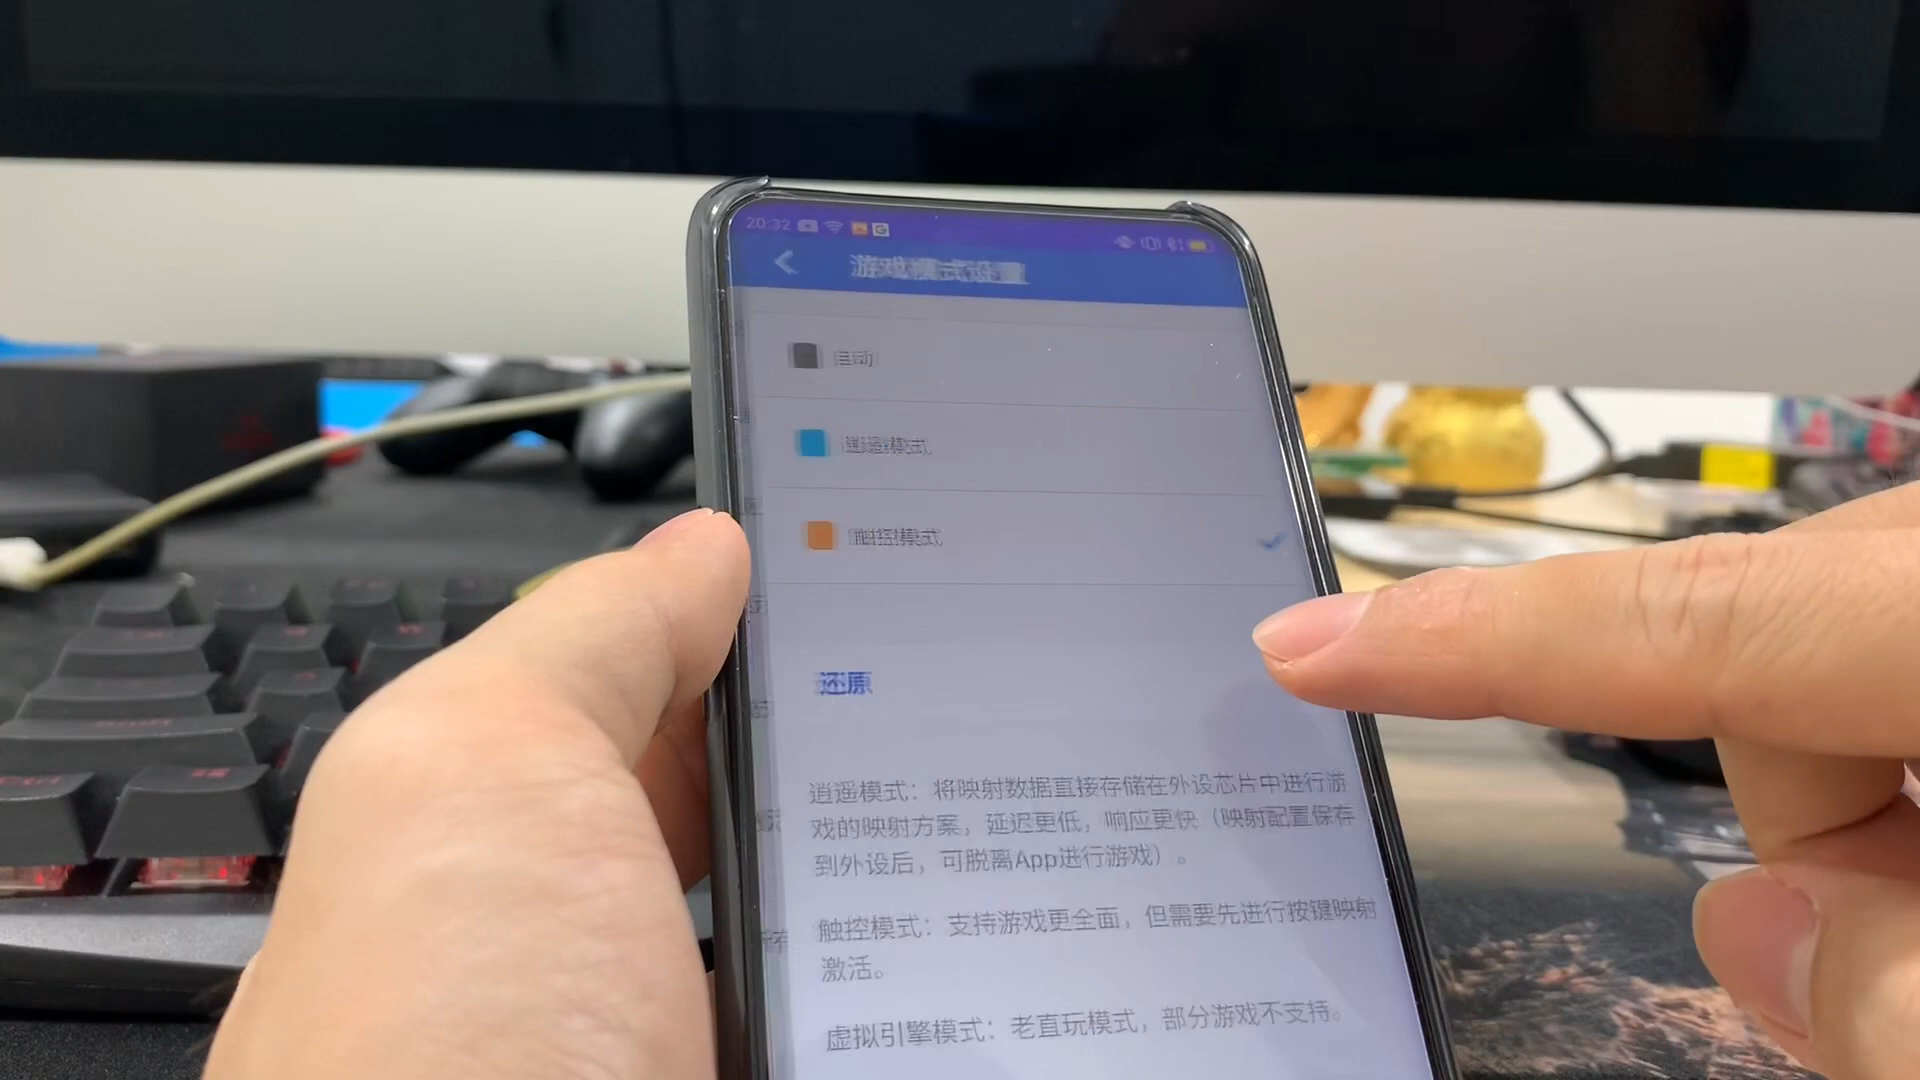 20:32
游戏模式设置
自动
逍遥模式
触控模式
还原
逍遥模式：将映射数据直接存储在外设芯片中进行游
戏的映射方案，延迟更低，响应更快（映射配置保存
到外设后，可脱离App进行游戏）。
触控模式：支持游戏更全面，但需要先进行按键映射
激活。
虚拟引擎模式：老直玩模式，部分游戏不支持。
Ctrl